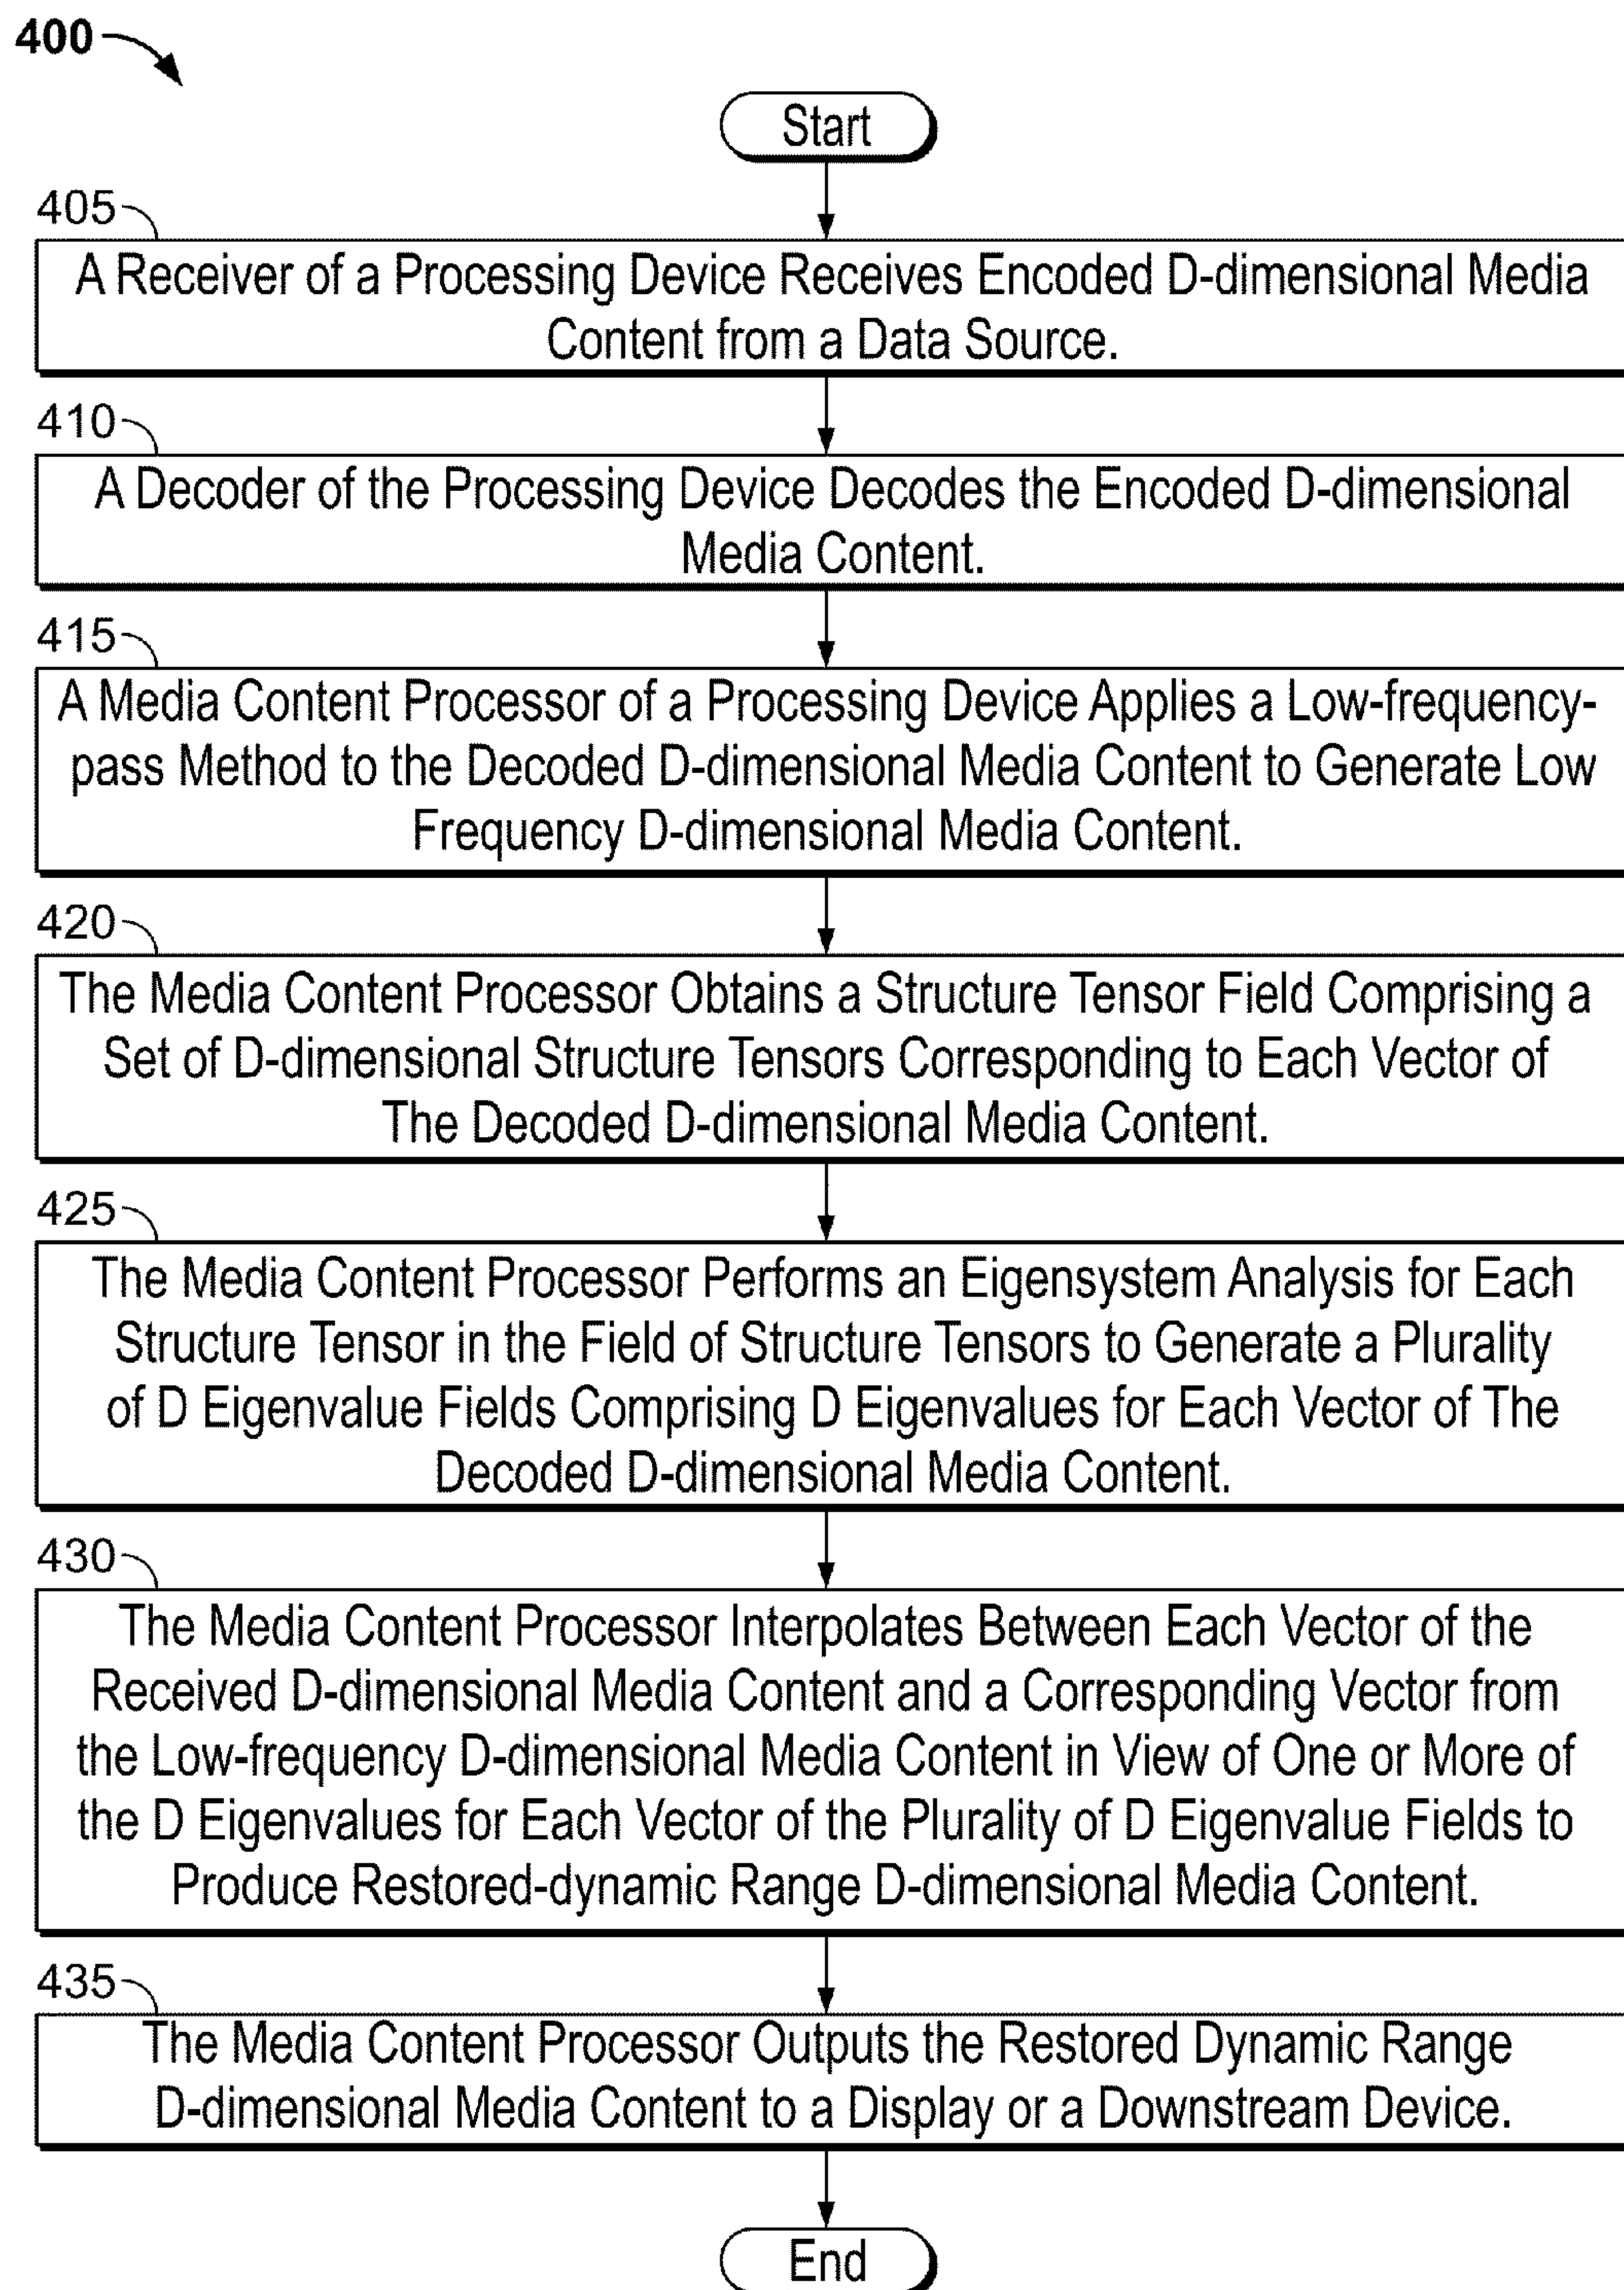 400
Start
405
A Receiver of a Processing Device Receives Encoded D-dimensional Media
Content from a Data Source.
410
A Decoder of the Processing Device Decodes the Encoded D-dimensional
Media Content.
415
A Media Content Processor of a Processing Device Applies a Low-frequency-
pass Method to the Decoded D-dimensional Media Content to Generate Low
Frequency D-dimensional Media Content.
420
The Media Content Processor Obtains a Structure Tensor Field Comprising a
Set of D-dimensional Structure Tensors Corresponding to Each Vector of
The Decoded D-dimensional Media Content.
425
The Media Content Processor Performs an Eigensystem Analysis for Each
Structure Tensor in the Field of Structure Tensors to Generate a Plurality
of D Eigenvalue Fields Comprising D Eigenvalues for Each Vector of The
Decoded D-dimensional Media Content.
430
The Media Content Processor Interpolates Between Each Vector of the
Received D-dimensional Media Content and a Corresponding Vector from
the Low-frequency D-dimensional Media Content in View of One or More of
the D Eigenvalues for Each Vector of the Plurality of D Eigenvalue Fields to
Produce Restored-dynamic Range D-dimensional Media Content.
435
The Media Content Processor Outputs the Restored Dynamic Range
D-dimensional Media Content to a Display or a Downstream Device.
End